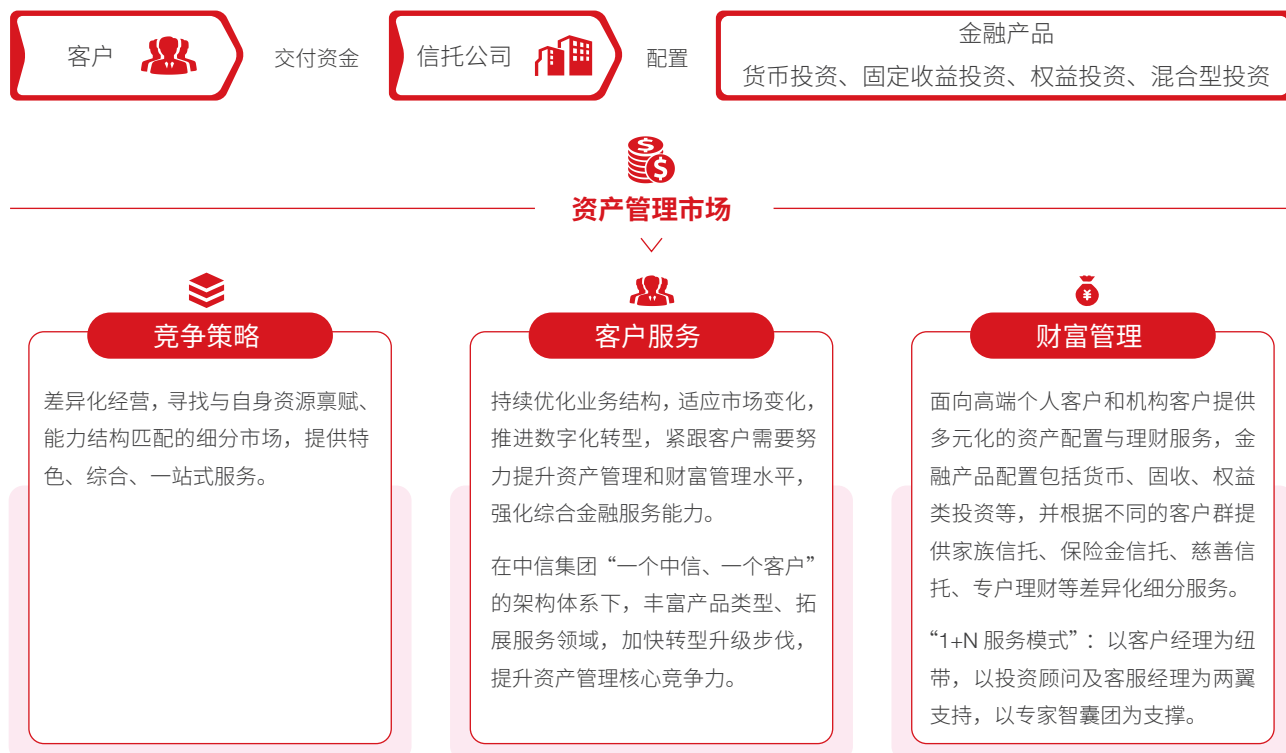 客户
交付资金
信托公司
配置
金融产品
货币投资、固定收益投资、权益投资、混合型投资
资产管理市场
竞争策略
差异化经营，寻找与自身资源禀赋、
能力结构匹配的细分市场，提供特
色、综合、一站式服务。
客户服务
持续优化业务结构，适应市场变化，
推进数字化转型，紧跟客户需要努
力提升资产管理和财富管理水平，
强化综合金融服务能力。
在中信集团“一个中信、一个客户”
的架构体系下，丰富产品类型、拓
展服务领域，加快转型升级步伐，
提升资产管理核心竞争力。
财富管理
面向高端个人客户和机构客户提供
多元化的资产配置与理财服务，金
融产品配置包括货币、固收、权益
类投资等，并根据不同的客户群提
供家族信托、保险金信托、慈善信
托、专户理财等差异化细分服务。
“1+N 服务模式”：以客户经理为纽
带，以投资顾问及客服经理为两翼
支持，以专家智囊团为支撑。